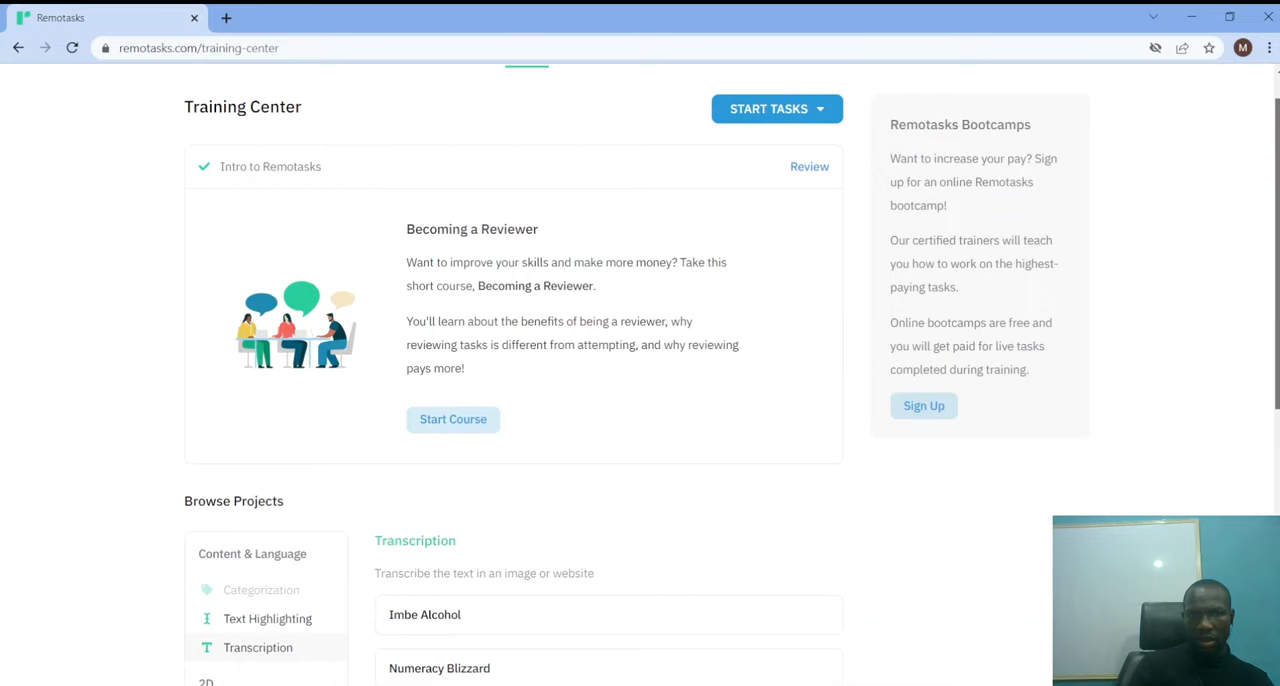 Remotasks
remotasks.com/training-center
M
Training Center
START TASKS
Intro to Remotasks
Review
Becoming a Reviewer
Want to improve your skills and make more money? Take this
short course, Becoming a Reviewer.
You'll learn about the benefits of being a reviewer, why
reviewing tasks is different from attempting, and why reviewing
pays more!
Start Course
Remotasks Bootcamps
Want to increase your pay? Sign
up for an online Remotasks
bootcamp!
Our certified trainers will teach
you how to work on the highest-
paying tasks.
Online bootcamps are free and
you will get paid for live tasks
completed during training.
Sign Up
Browse Projects
Content & Language
Categorization
Text Highlighting
Transcription
2D
Transcription
Transcribe the text in an image or website
Imbe Alcohol
Numeracy Blizzard